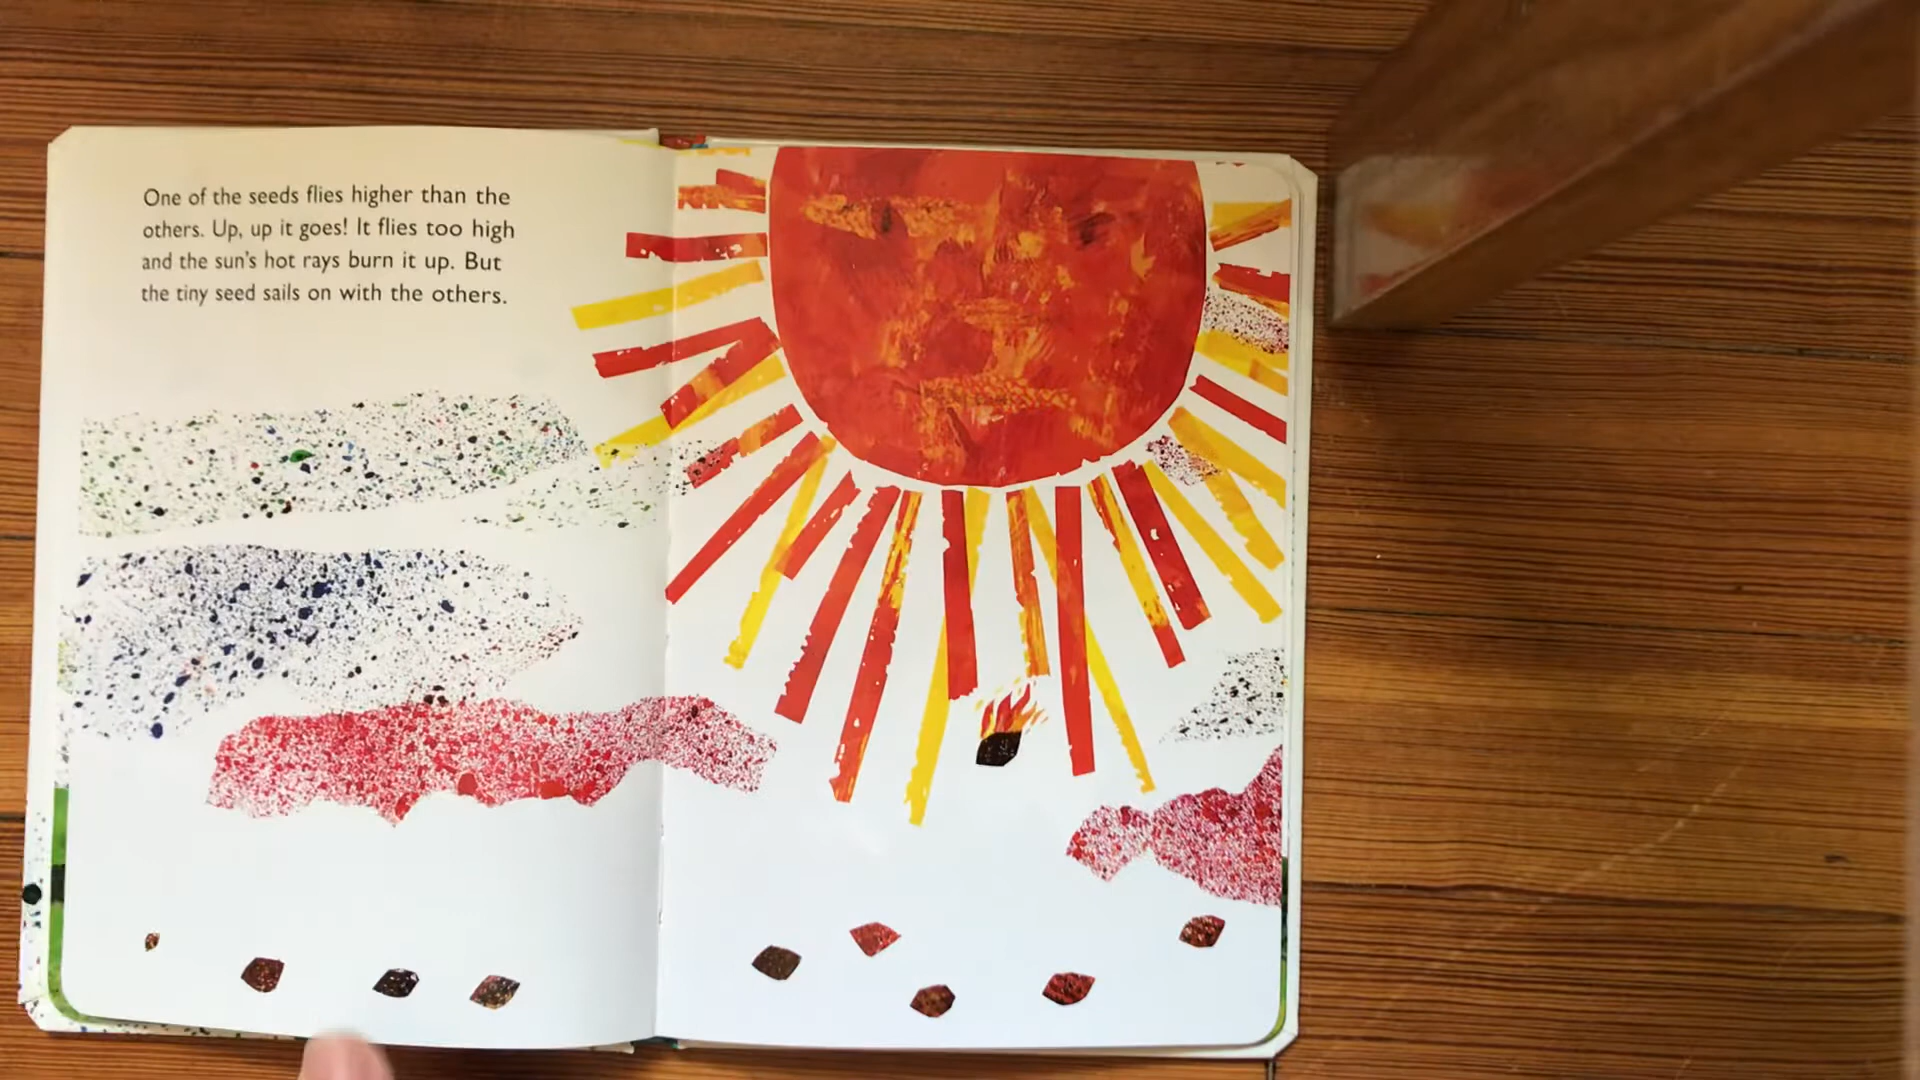 One of the seeds flies higher than the
others. Up, up it goes! It flies too high
and the sun's hot rays burn it up. But
the tiny seed sails on with the others.